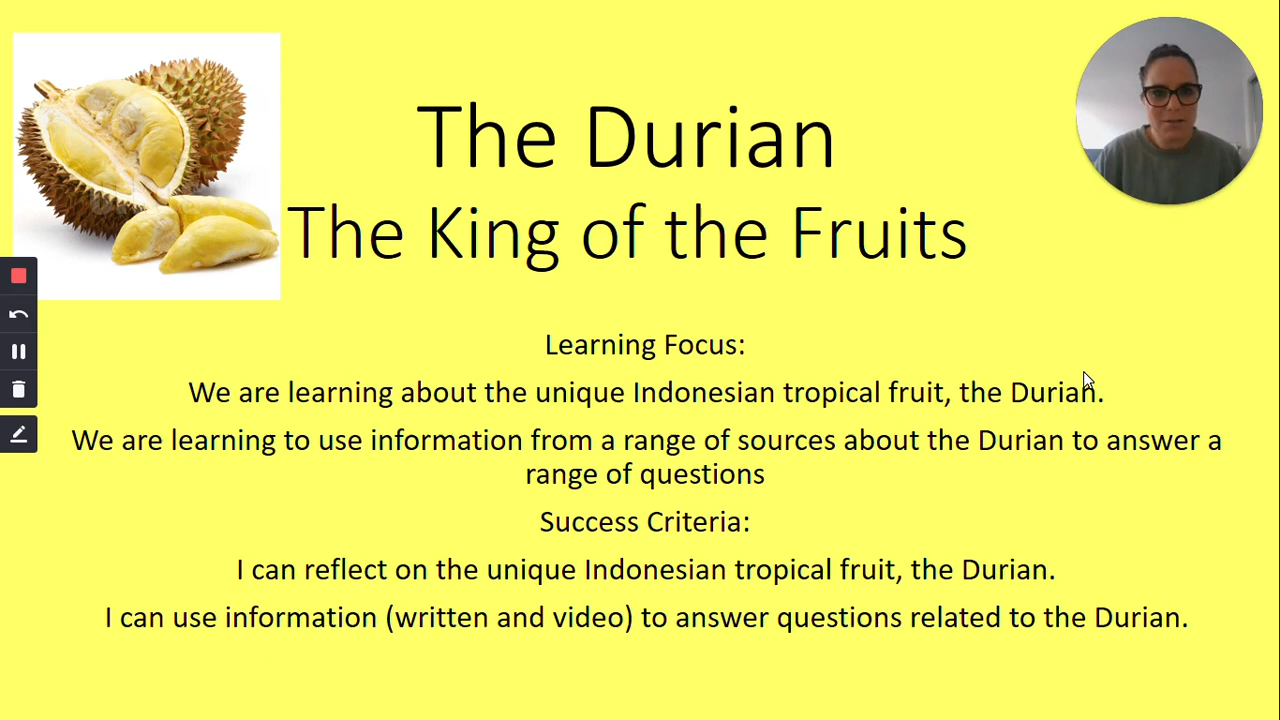 The Durian
The King of the Fruits
Learning Focus:
We are learning about the unique Indonesian tropical fruit, the Durian.
We are learning to use information from a range of sources about the Durian to answer a
range of questions
Success Criteria:
I can reflect on the unique Indonesian tropical fruit, the Durian.
I can use information (written and video) to answer questions related to the Durian.